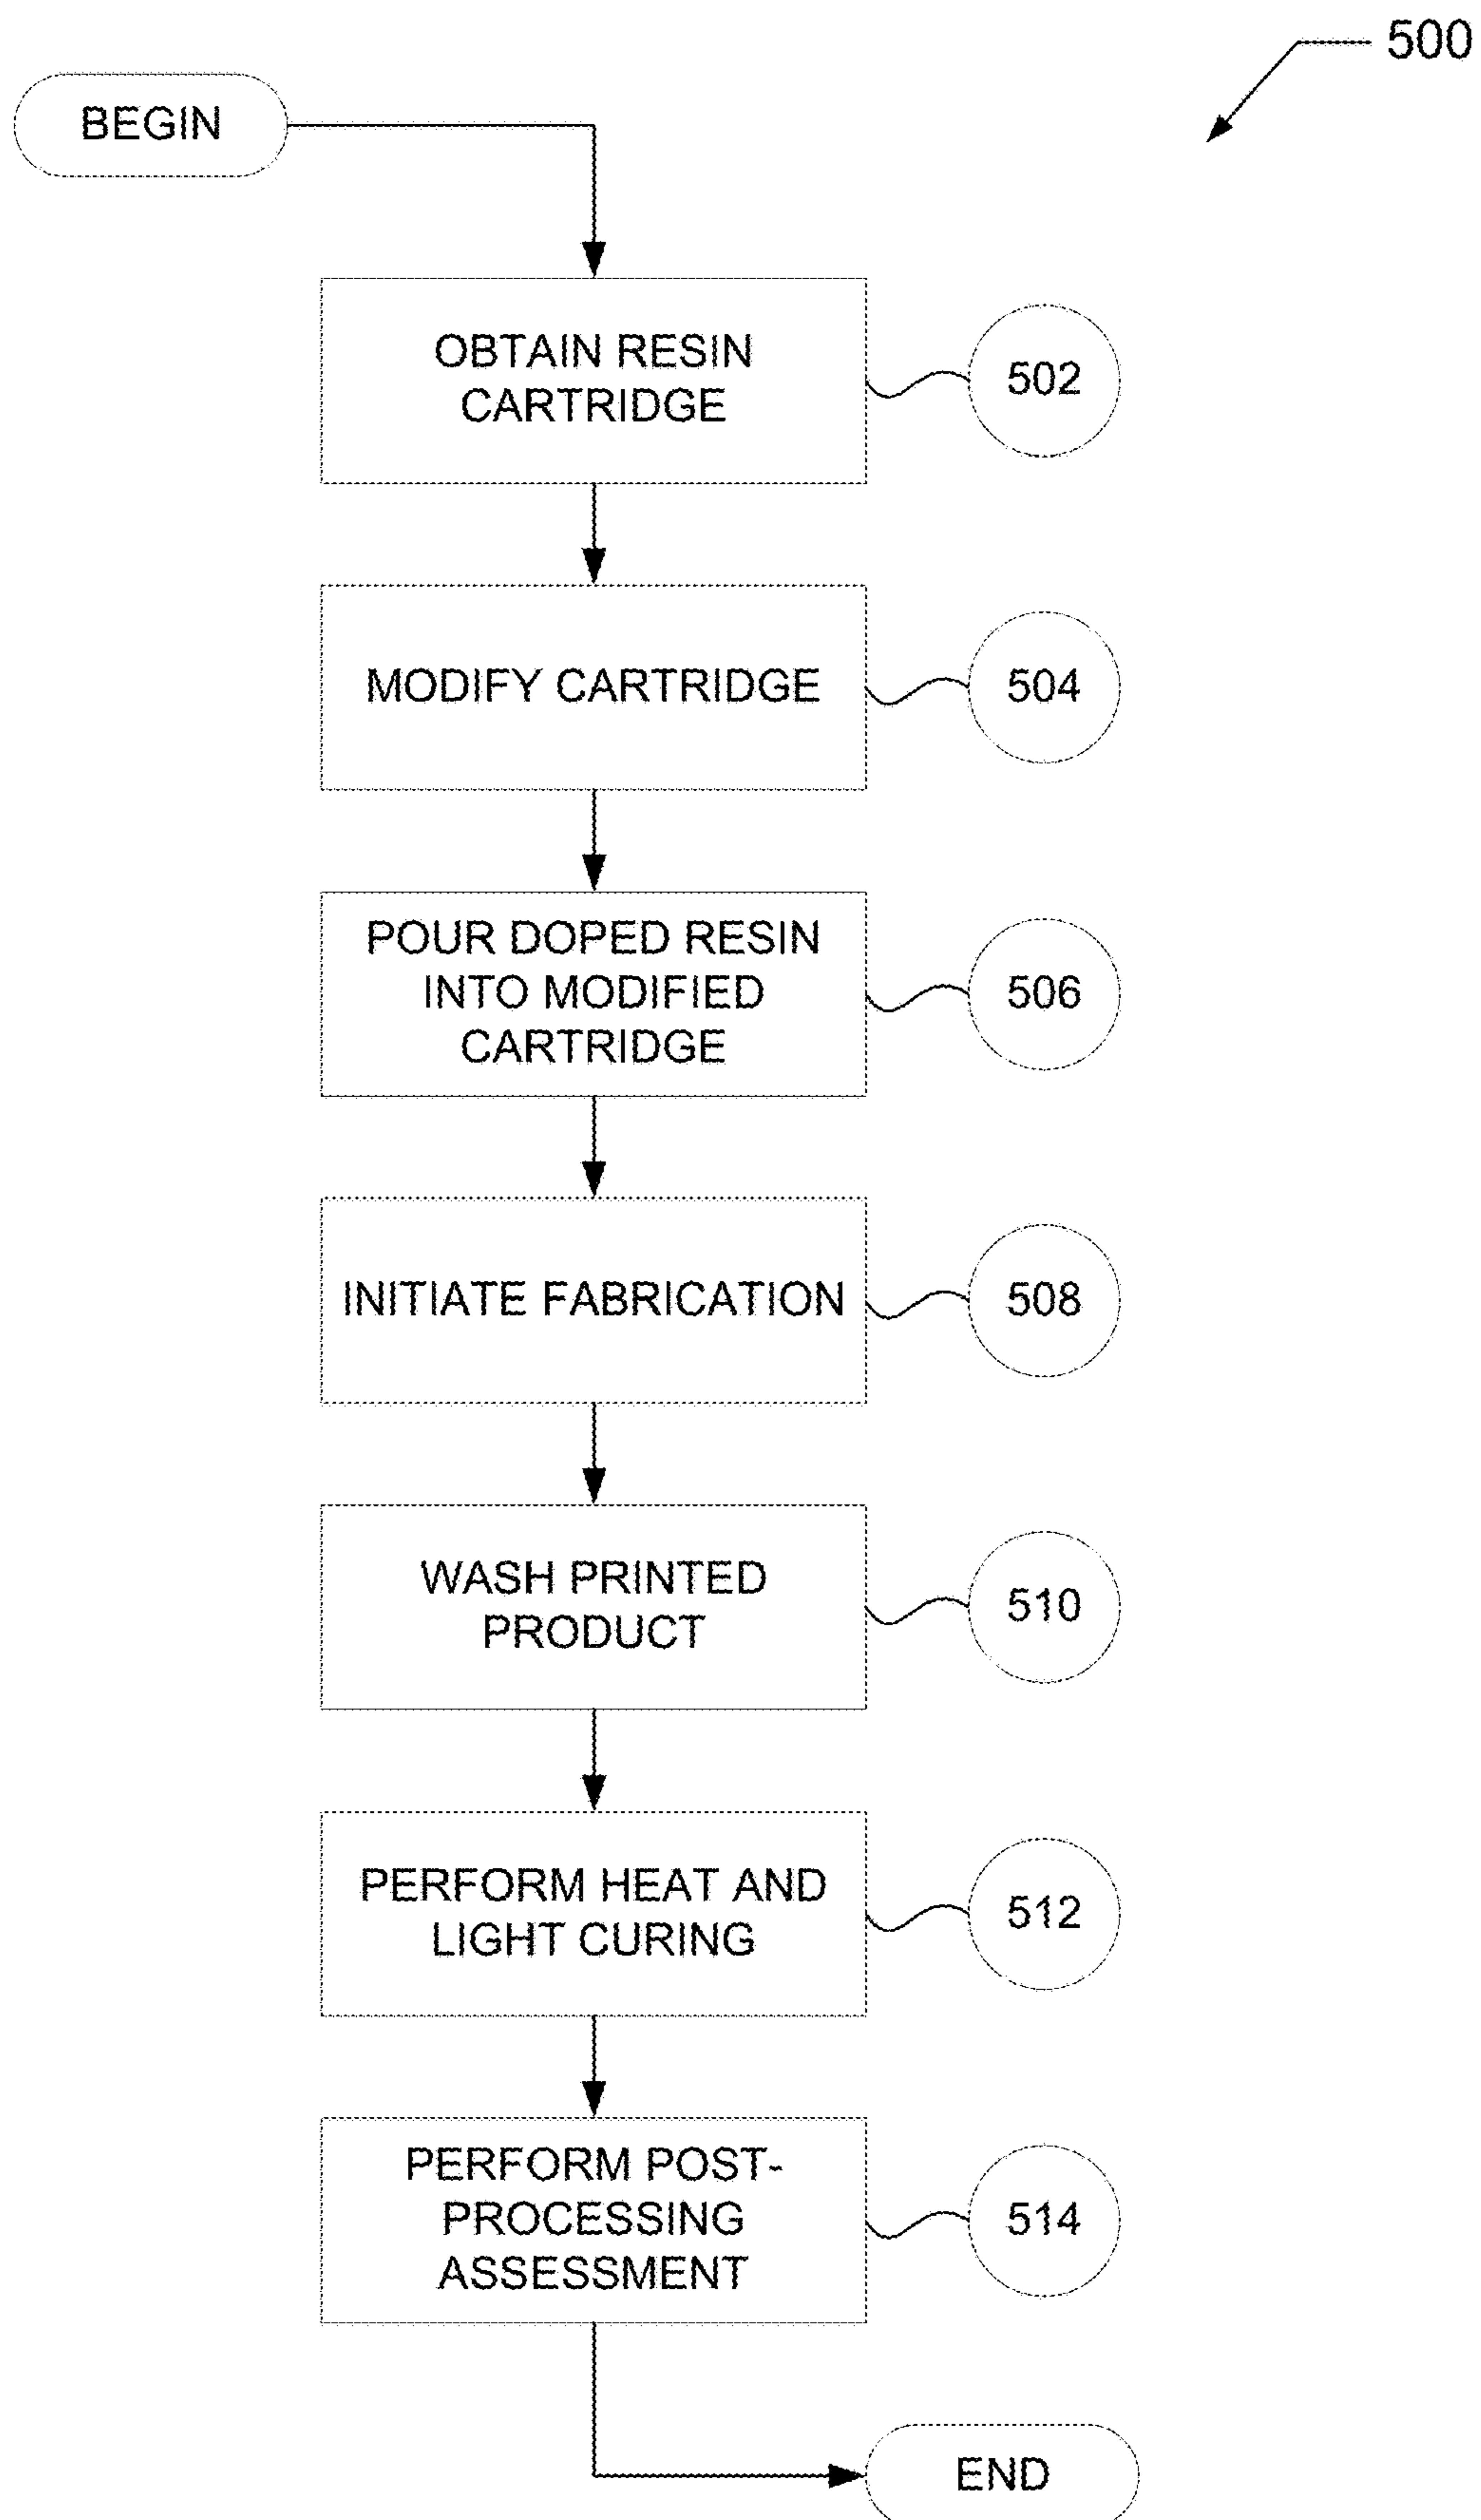 500
BEGIN
OBTAIN RESIN
CARTRIDGE
502
MODIFY CARTRIDGE
504
POUR DOPED RESIN
INTO MODIFIED
CARTRIDGE
506
INITIATE FABRICATION
508
WASH PRINTED
PRODUCT
510
PERFORM HEAT AND
LIGHT CURING
512
PERFORM POST-
PROCESSING
ASSESSMENT
514
END